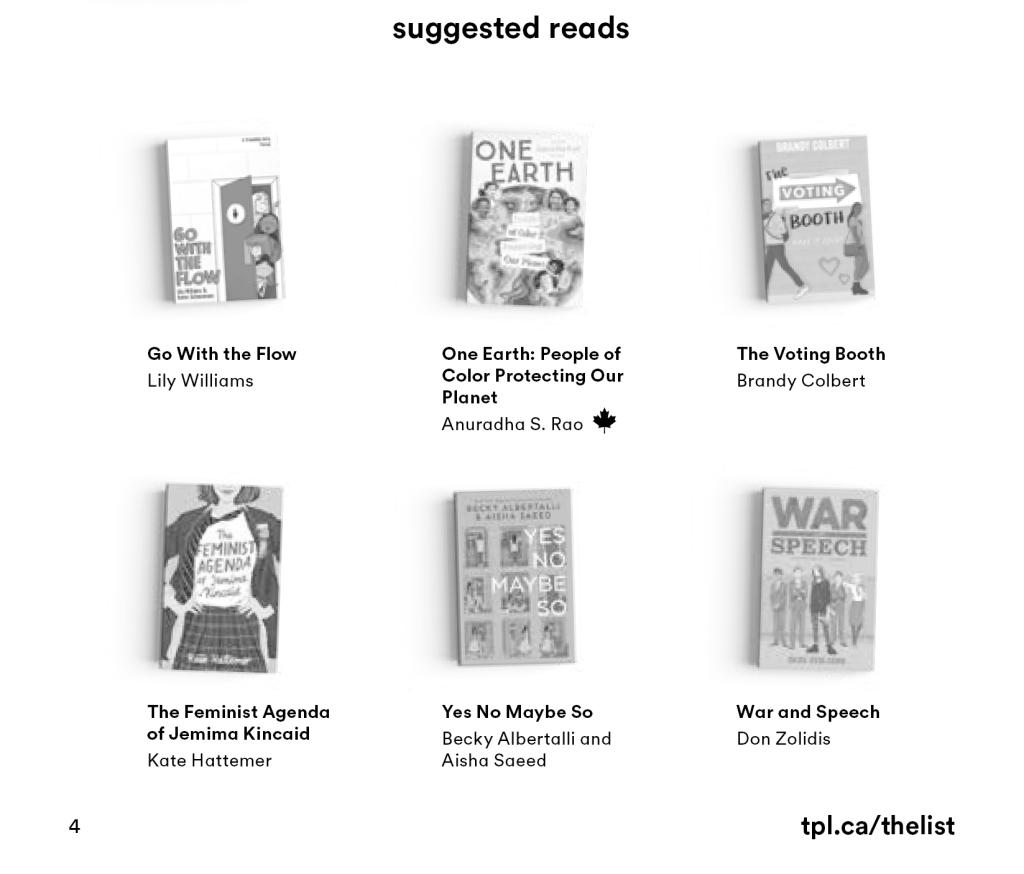 suggested reads
GO
WITH
THE
FLOW
ONE
EARTH
of Color
Our Planet
BRANDY COLBERT
THE
VOTING
BOOTH
Go With the Flow
Lily Williams
One Earth: People of
Color Protecting Our
Planet
Anuradha S. Rao
The Voting Booth
Brandy Colbert
The
FEMINIST
AGENDA
of Jemima
Kincaid
Kate Hattemer
BECKY ALBERTALLI
& AISHA SAEED
YES
NO
MAYBE
SO
WAR
SPEECH
The Feminist Agenda
of Jemima Kincaid
Kate Hattemer
Yes No Maybe So
Becky Albertalli and
Aisha Saeed
War and Speech
Don Zolidis
4
tpl.ca/thelist